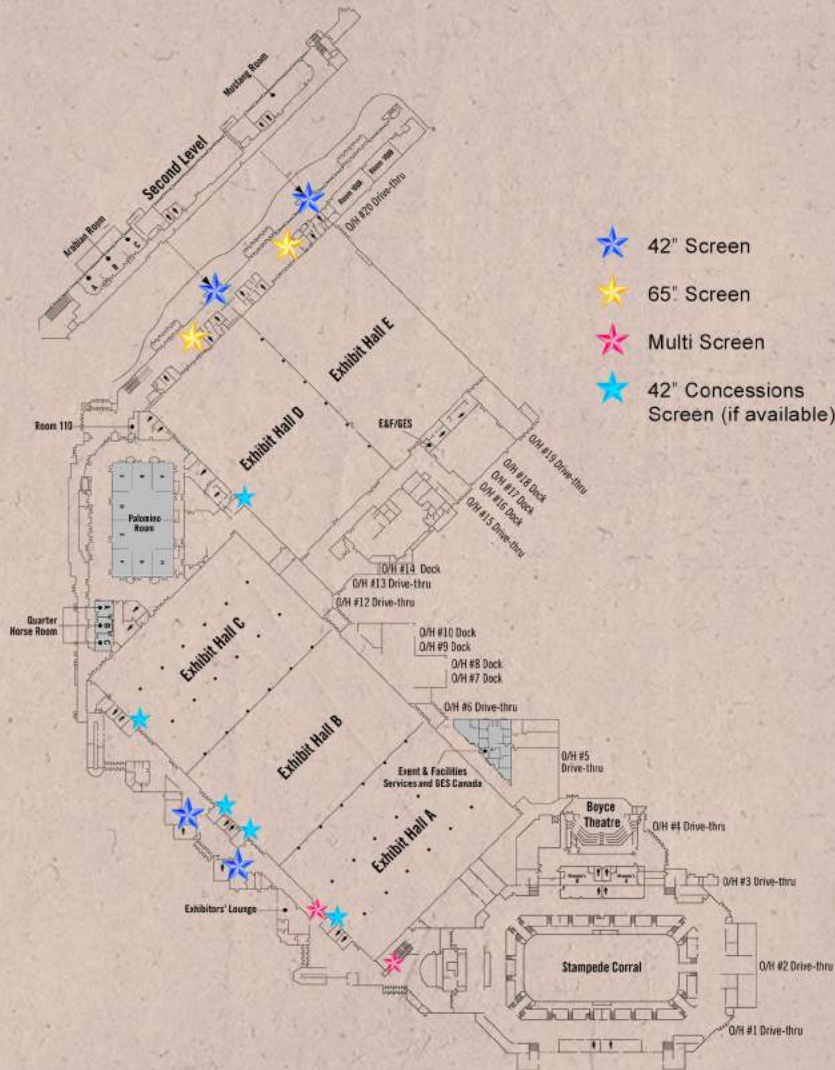 Mustang Room
Second Level
Arabian Room
A
B
C
Room 108A
Room 108B
O/H #20 Drive-thru
42" Screen
65" Screen
Multi Screen
42" Concessions
Screen (if available)
Exhibit Hall E
Exhibit Hall D
E&F/GES
Room 110
Palomino
Room
O/H #19 Drive-thru
O/H #18 Dock
O/H #17 Dock
O/H #16 Dock
O/H #15 Drive-thru
O/H #14 Dock
O/H #13 Drive-thru
O/H #12 Drive-thru
Quarter
Horse Room
A
B
C
Exhibit Hall C
O/H #10 Dock
O/H #9 Dock
O/H #8 Dock
O/H #7 Dock
O/H #6 Drive-thru
Exhibit Hall B
Event & Facilities
Services and GES Canada
O/H #5
Drive-thru
Exhibit Hall A
Boyce
Theatre
O/H #4 Drive-thru
O/H #3 Drive-thru
Exhibitors' Lounge
Stampede Corral
O/H #2 Drive-thru
O/H #1 Drive-thru